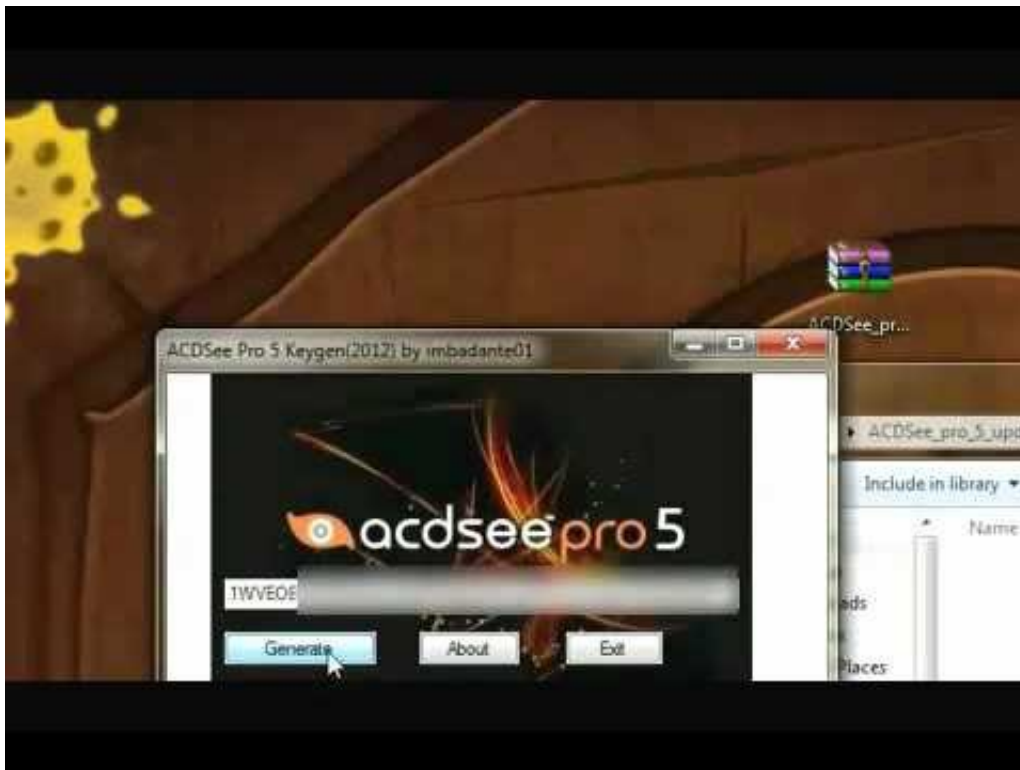 ACDSee_pr...
ACDSee Pro 5 Keygen(2012) by imbadante01
ACDSee_pro_5_upd
Include in library
Name
acdsee pro 5
1WVEOE
ads
Generate
About
Exit
Places